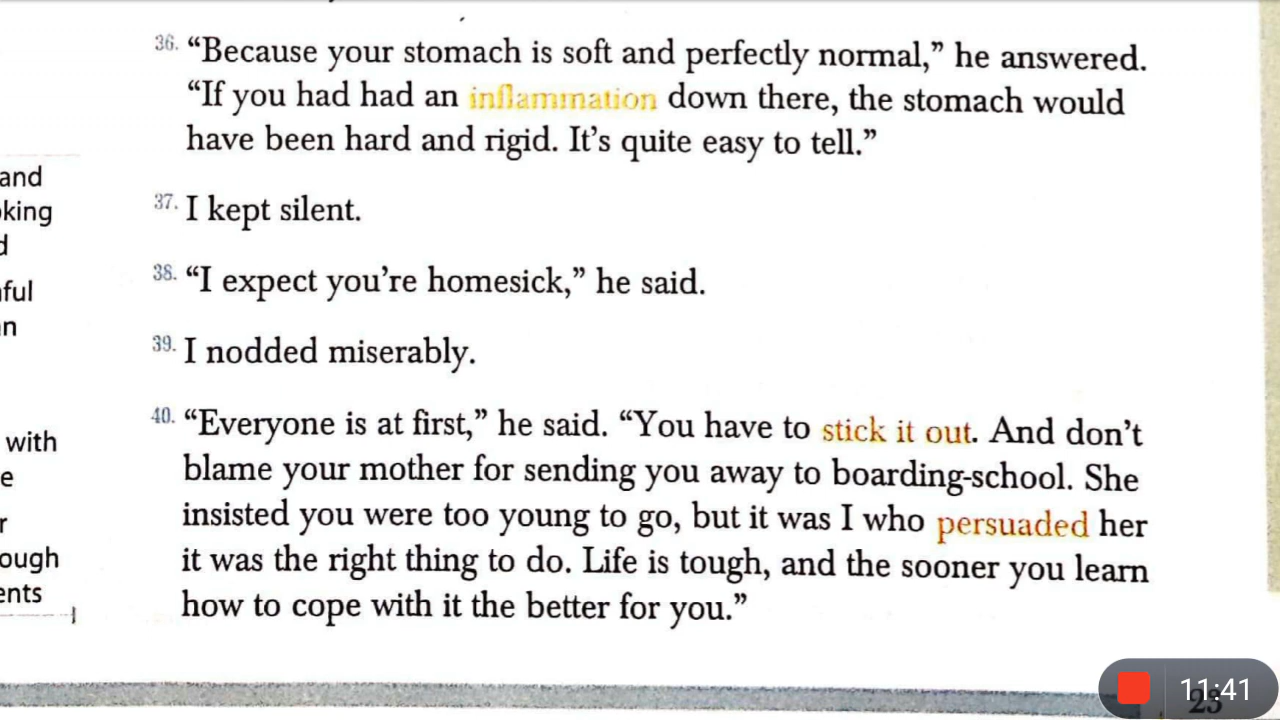 36. “Because your stomach is soft and perfectly normal,” he answered.
“If you had had an inflammation down there, the stomach would
have been hard and rigid. It’s quite easy to tell.”
and
37. I kept silent.
king
d
38. “I expect you’re homesick,” he said.
ful
n
39. I nodded miserably.
40. “Everyone is at first,” he said. “You have to stick it out. And don’t
with
blame your mother for sending you away to boarding-school. She
e
insisted you were too young to go, but it was I who persuaded her
r
it was the right thing to do. Life is tough, and the sooner you learn
ough
how to cope with it the better for you.”
ents
11:41
23